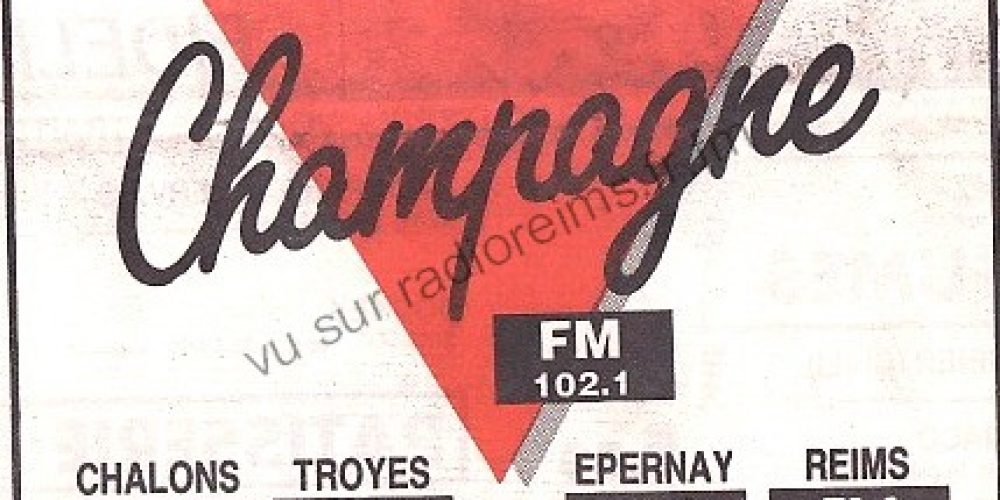 Champagne
vu sur radioreims.fr
FM
102.1
CHALONS TROYES EPERNAY REIMS